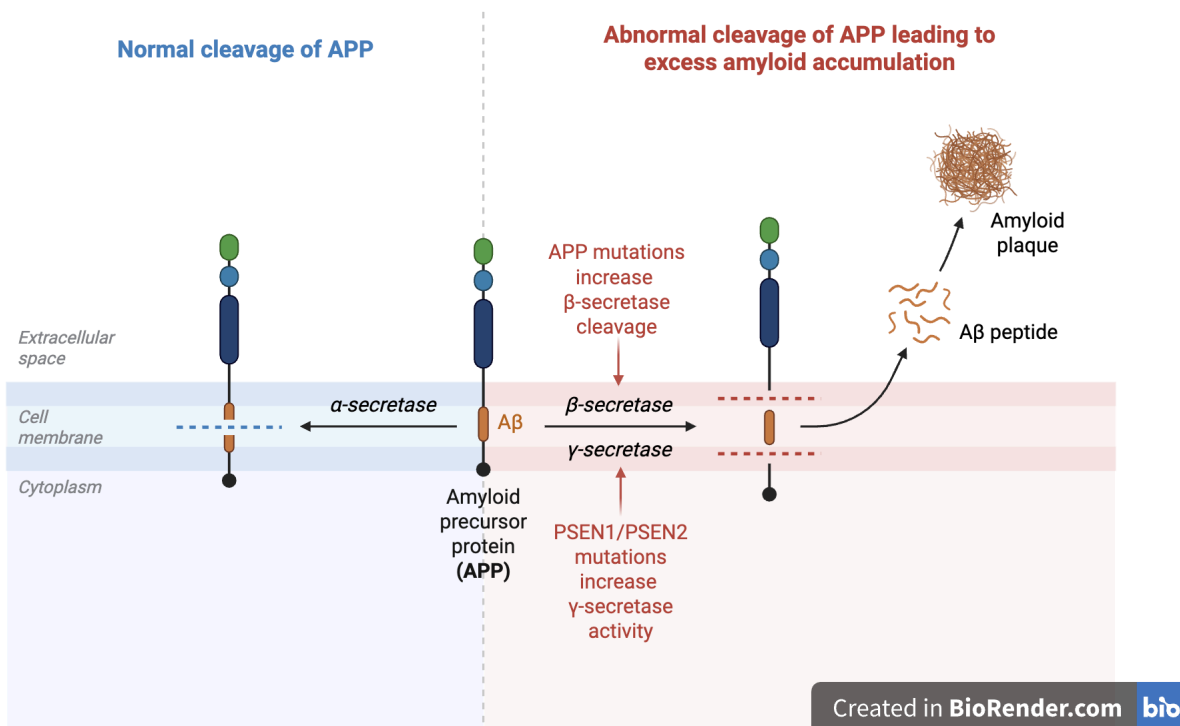 Normal cleavage of APP
Abnormal cleavage of APP leading to
excess amyloid accumulation
Amyloid
plaque
APP mutations
increase
β-secretase
cleavage
Extracellular
space
Aβ peptide
α-secretase
β-secretase
Cell
membrane
Aβ
γ-secretase
Cytoplasm
Amyloid
precursor
protein
(APP)
PSEN1/PSEN2
mutations
increase
γ-secretase
activity
Created in BioRender.com
bio